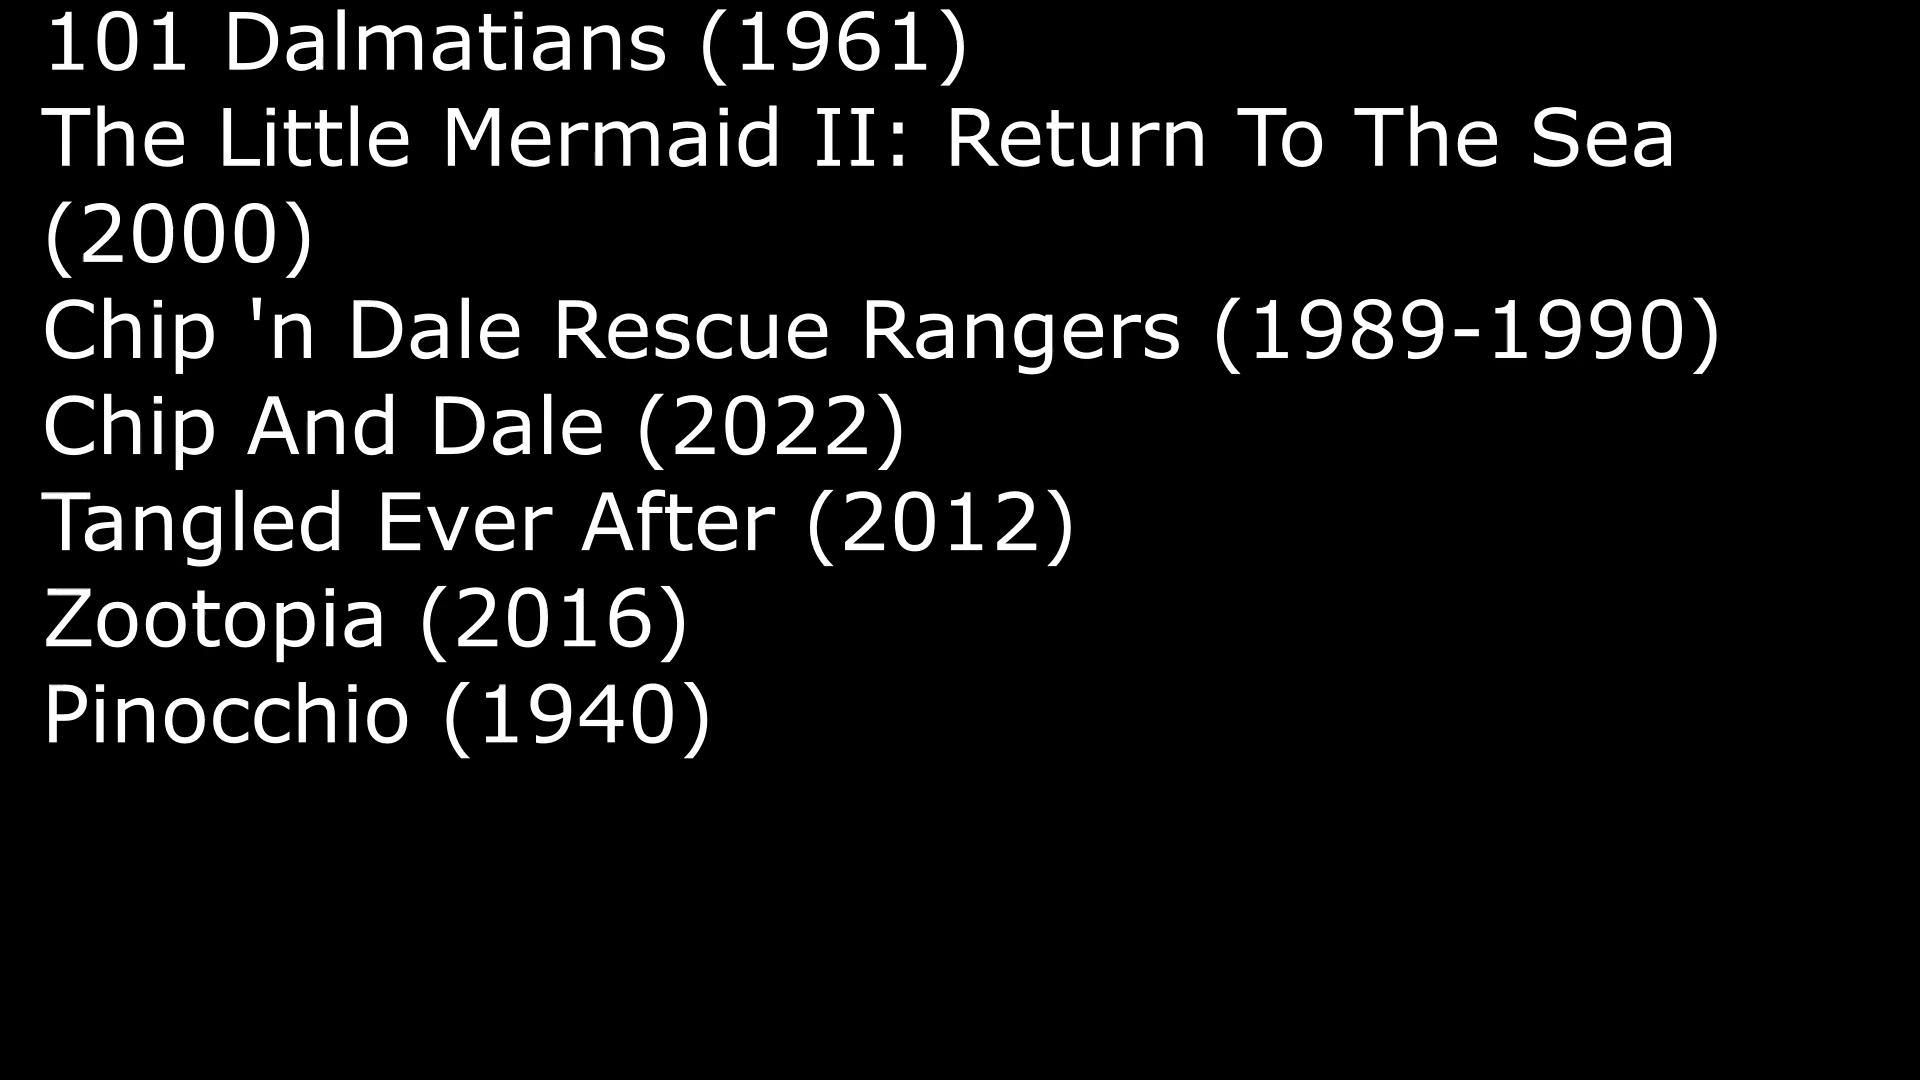 101 Dalmatians (1961)
The Little Mermaid II: Return To The Sea
(2000)
Chip 'n Dale Rescue Rangers (1989-1990)
Chip And Dale (2022)
Tangled Ever After (2012)
Zootopia (2016)
Pinocchio (1940)